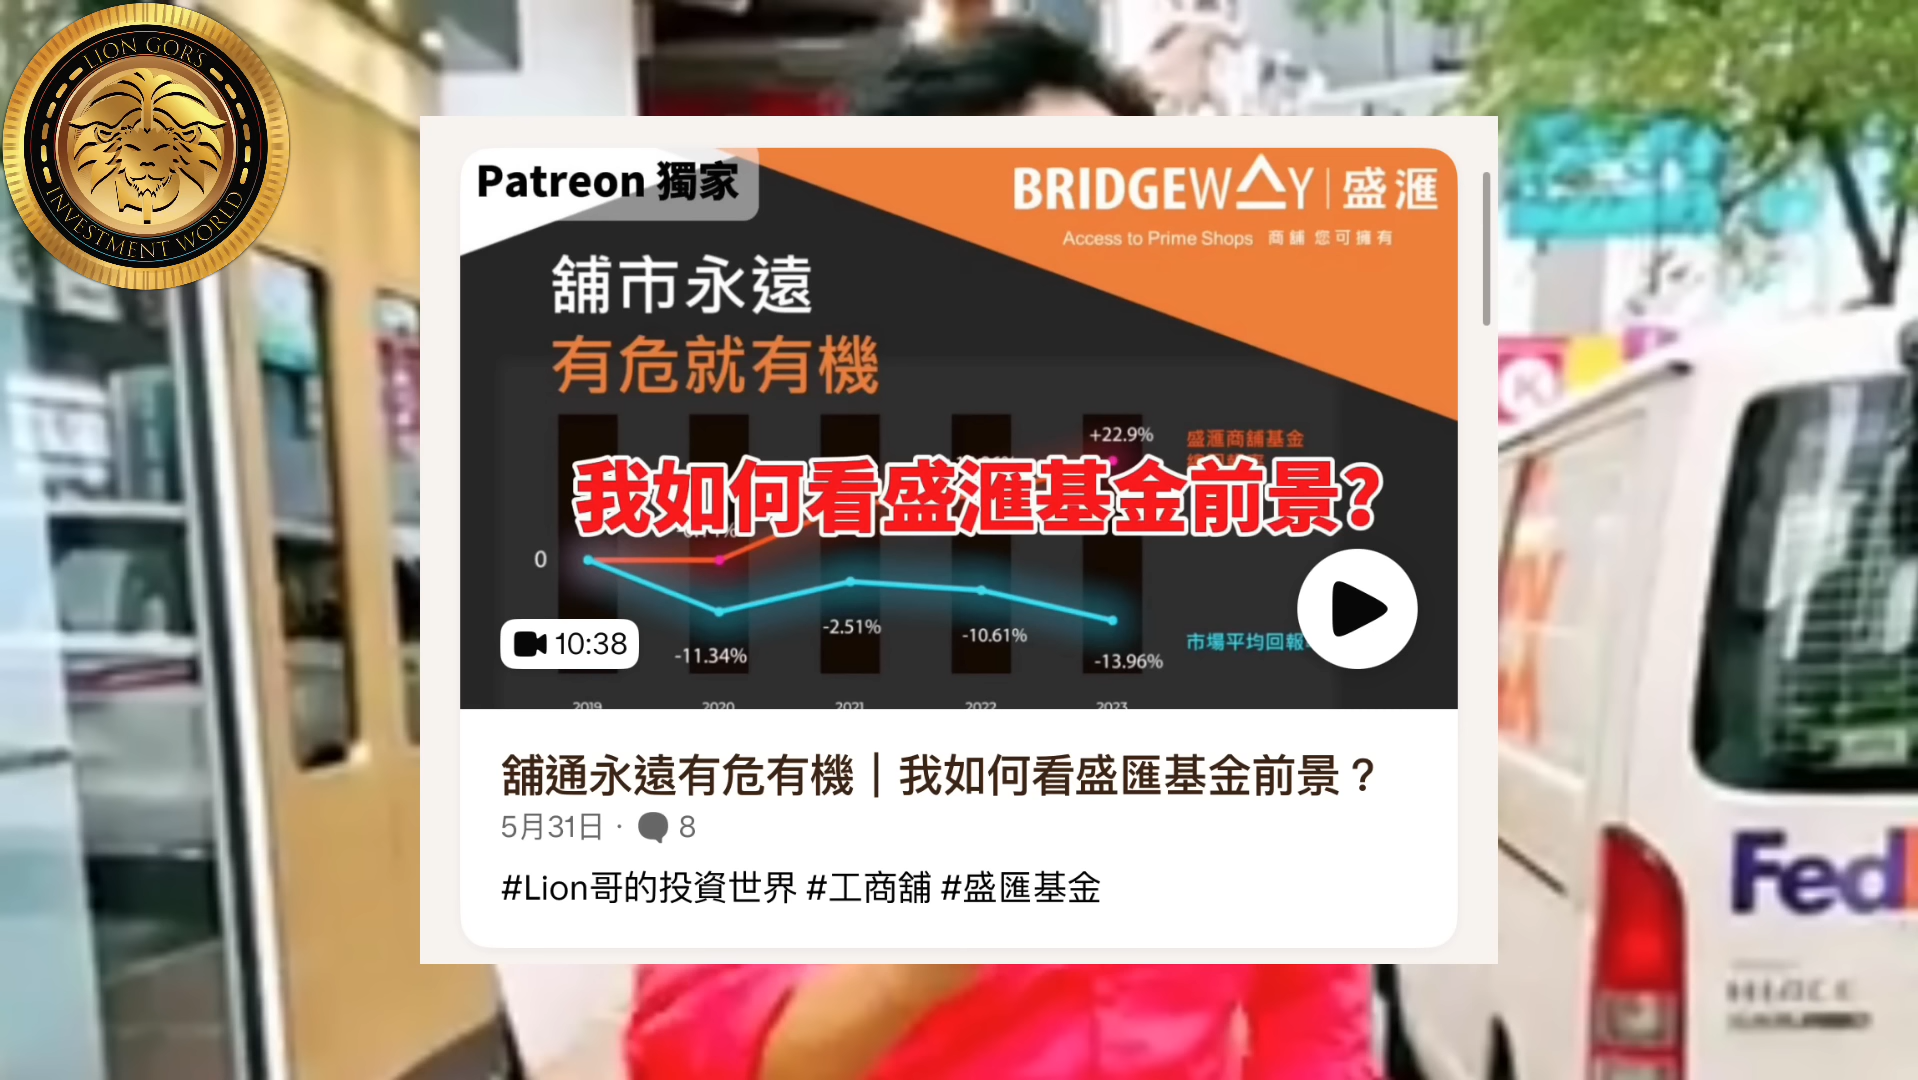 LION GOR'S
INVESTMENT WORLD
Patreon 獨家
BRIDGEWAY | 盛滙
Access to Prime Shops 商舖 您可擁有
舖市永遠
有危就有機
+22.9%
盛滙商舖基金
我如何看盛滙基金前景?
0
-2.51%
-10.61%
市場平均回報
10:38
-11.34%
-13.96%
2019
2020
2021
2022
2023
舖通永遠有危有機｜我如何看盛匯基金前景？
5月31日 · 8
#Lion哥的投資世界 #工商舖 #盛匯基金
Fed